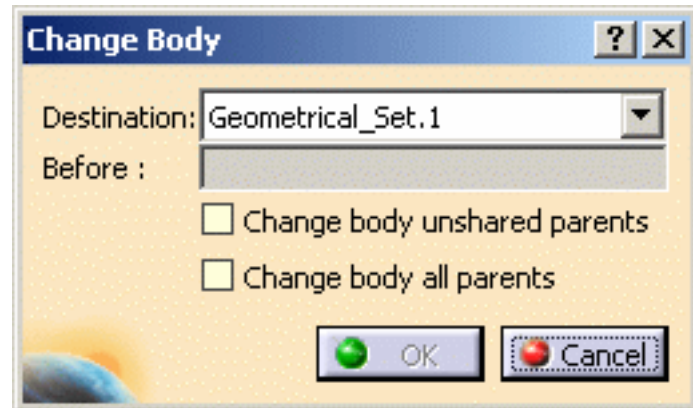 Change Body
? X
Destination: Geometrical_Set.1
Before :
Change body unshared parents
Change body all parents
OK Cancel